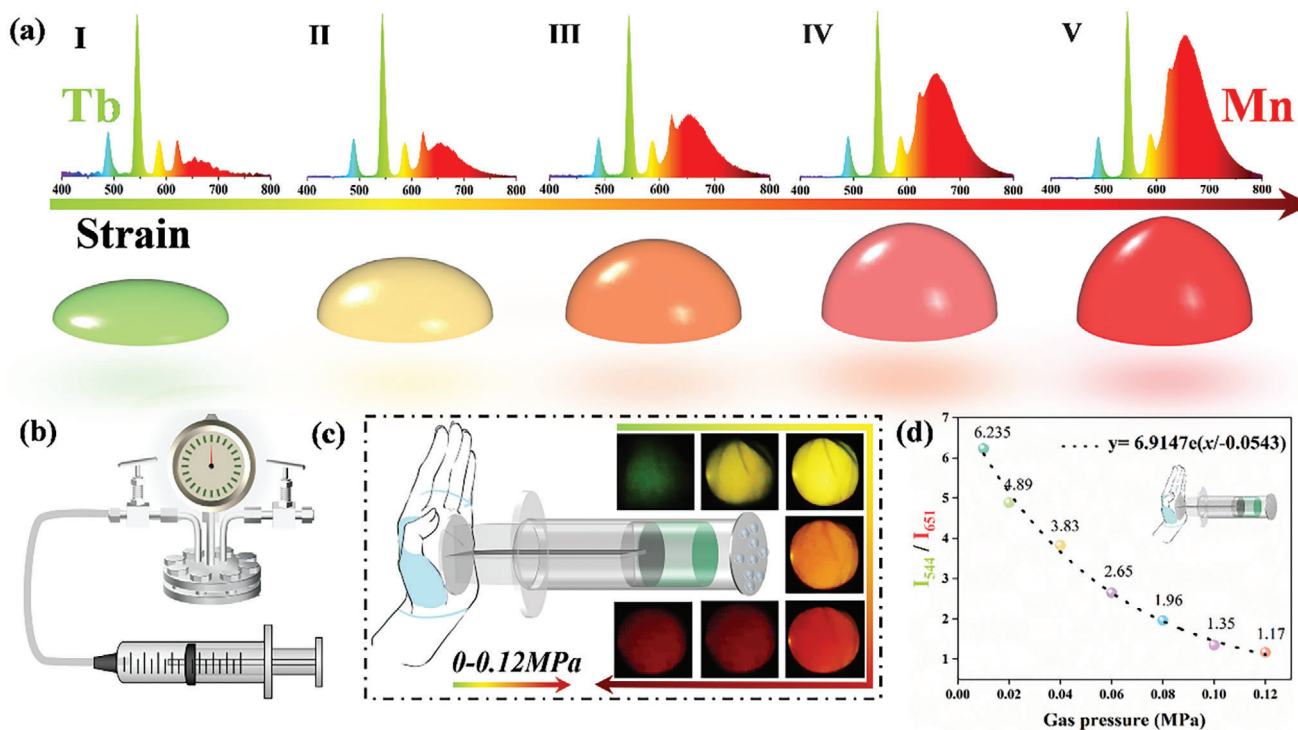 (a)
I
II
III
IV
V
Tb
Mn
400 500 600 700 800
400 500 600 700 800
400 500 600 700 800
400 500 600 700 800
400 500 600 700 800
Strain
(b)
(c)
0-0.12MPa
(d)
y= 6.9147e(x/-0.0543)
I544 / I651
7
6
5
4
3
2
1
6.235
4.89
3.83
2.65
1.96
1.35
1.17
0.00 0.02 0.04 0.06 0.08 0.10 0.12
Gas pressure (MPa)